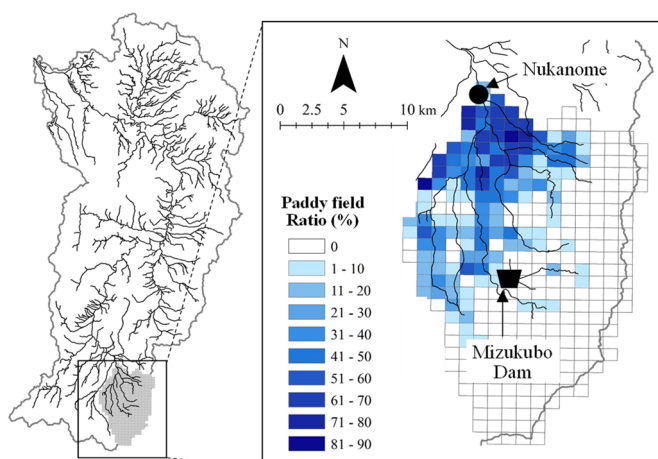 N
Nukanome
0 2.5 5 10 km
Paddy field
Ratio (%)
0
1 - 10
11 - 20
21 - 30
31 - 40
41 - 50
51 - 60
61 - 70
71 - 80
81 - 90
Mizukubo
Dam